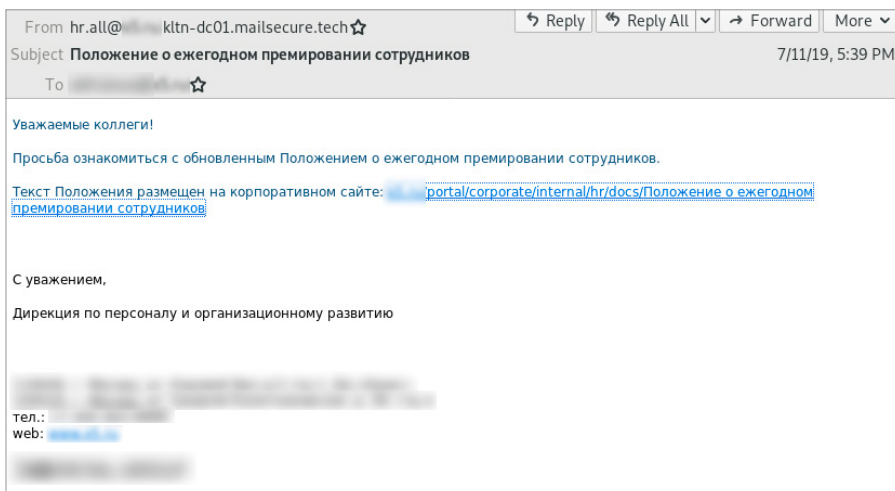 Reply Reply All Forward More
From hr.all@ kltn-dc01.mailsecure.tech
Subject Положение о ежегодном премировании сотрудников 7/11/19, 5:39 PM
To
Уважаемые коллеги!
Просьба ознакомиться с обновленным Положением о ежегодном премировании сотрудников.
Текст Положения размещен на корпоративном сайте: /portal/corporate/internal/hr/docs/Положение о ежегодном
премировании сотрудников
С уважением,
Дирекция по персоналу и организационному развитию
тел.:
web: